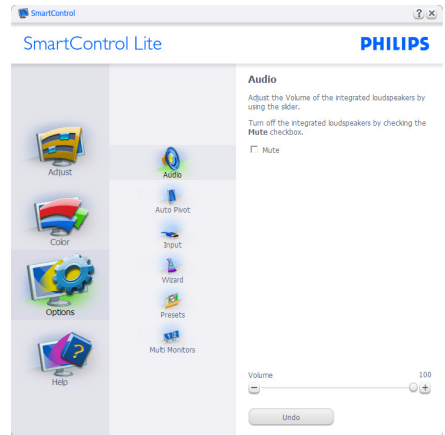 SmartControl
SmartControl Lite
PHILIPS
Adjust
Color
Options
Help
Audio
Auto Pivot
Input
Wizard
Presets
Multi Monitors
Audio
Adjust the Volume of the integrated loudspeakers by
using the slider.
Turn off the integrated loudspeakers by checking the
Mute checkbox.
Mute
Volume 100
Undo